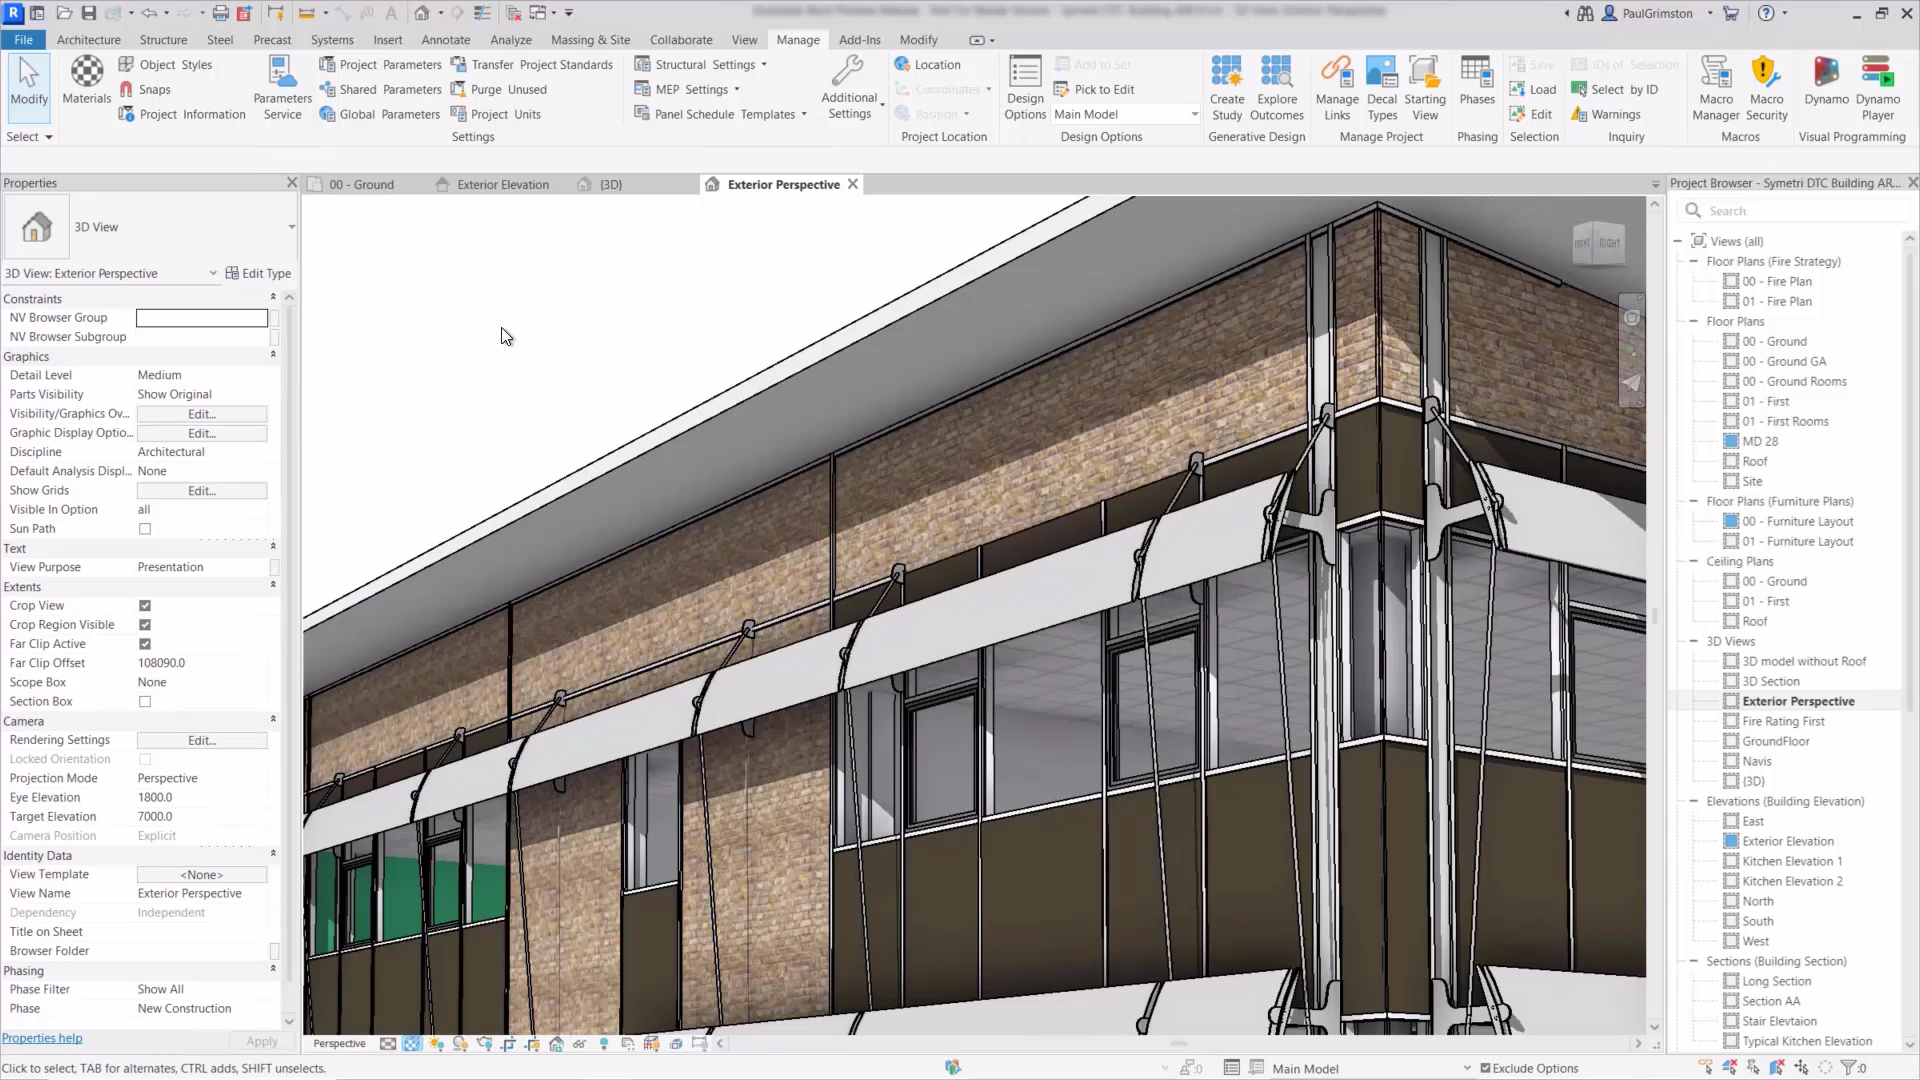 PaulGrimston
File Architecture Structure Steel Precast Systems Insert Annotate Analyze Massing & Site Collaborate View Manage Add-Ins Modify
Modify
Select
Materials
Object Styles
Snaps
Project Information
Parameters Service
Project Parameters
Shared Parameters
Global Parameters
Transfer Project Standards
Purge Unused
Project Units
Structural Settings
MEP Settings
Panel Schedule Templates
Additional Settings
Settings
Location
Coordinates
Position
Project Location
Design Options
Add to Set
Pick to Edit
Main Model
Design Options
Create Study
Explore Outcomes
Generative Design
Manage Links
Decal Types
Starting View
Manage Project
Phases
Phasing
Save
Load
Edit
Selection
IDs of Selection
Select by ID
Warnings
Inquiry
Macro Manager
Macro Security
Macros
Dynamo
Dynamo Player
Visual Programming
Properties
00 - Ground
Exterior Elevation
{3D}
Exterior Perspective
Project Browser - Symetri DTC Building AR...
3D View
3D View: Exterior Perspective Edit Type
Constraints
NV Browser Group
NV Browser Subgroup
Graphics
Detail Level Medium
Parts Visibility Show Original
Visibility/Graphics Ov... Edit...
Graphic Display Optio... Edit...
Discipline Architectural
Default Analysis Displ... None
Show Grids Edit...
Visible In Option all
Sun Path
Text
View Purpose Presentation
Extents
Crop View
Crop Region Visible
Far Clip Active
Far Clip Offset 108090.0
Scope Box None
Section Box
Camera
Rendering Settings Edit...
Locked Orientation
Projection Mode Perspective
Eye Elevation 1800.0
Target Elevation 7000.0
Camera Position Explicit
Identity Data
View Template <None>
View Name Exterior Perspective
Dependency Independent
Title on Sheet
Browser Folder
Phasing
Phase Filter Show All
Phase New Construction
Properties help Apply
FRONT RIGHT
Search
Views (all)
Floor Plans (Fire Strategy)
00 - Fire Plan
01 - Fire Plan
Floor Plans
00 - Ground
00 - Ground GA
00 - Ground Rooms
01 - First
01 - First Rooms
MD 28
Roof
Site
Floor Plans (Furniture Plans)
00 - Furniture Layout
01 - Furniture Layout
Ceiling Plans
00 - Ground
01 - First
Roof
3D Views
3D model without Roof
3D Section
Exterior Perspective
Fire Rating First
GroundFloor
Navis
{3D}
Elevations (Building Elevation)
East
Exterior Elevation
Kitchen Elevation 1
Kitchen Elevation 2
North
South
West
Sections (Building Section)
Long Section
Section AA
Stair Elevtaion
Typical Kitchen Elevation
Perspective
Click to select, TAB for alternates, CTRL adds, SHIFT unselects.
:0
Main Model
Exclude Options
:0